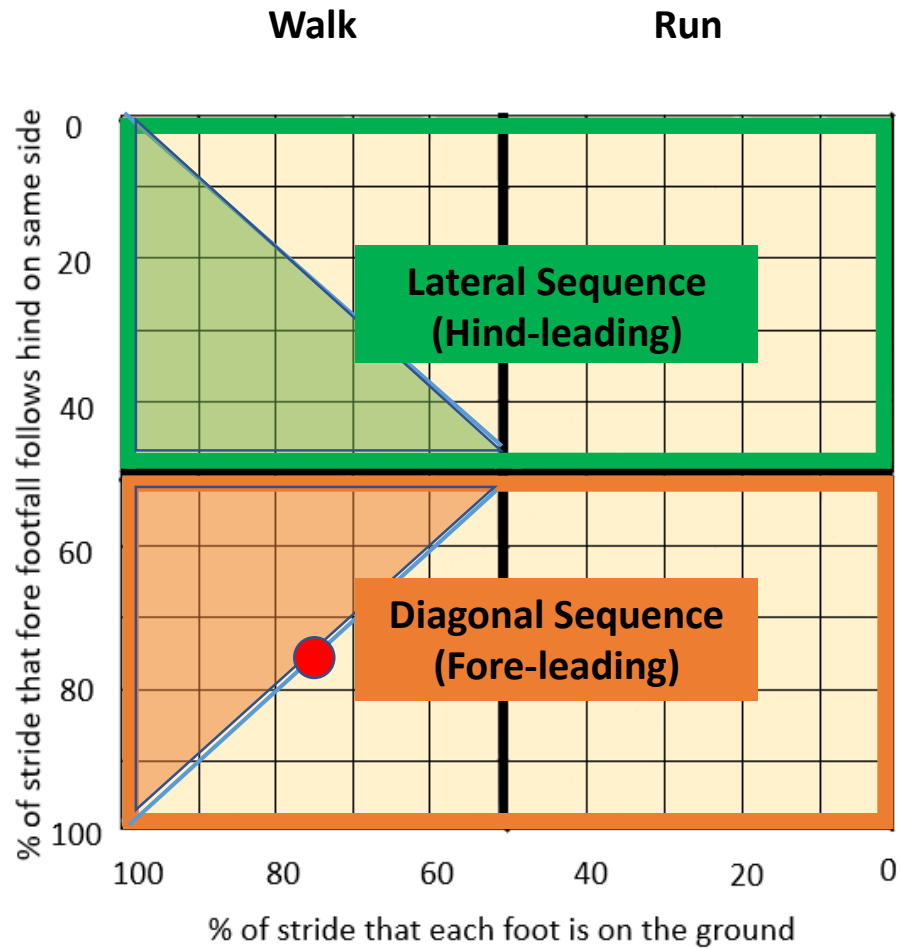 Walk
Run
% of stride that fore footfall follows hind on same side
0
20
40
60
80
100
Lateral Sequence
(Hind-leading)
Diagonal Sequence
(Fore-leading)
100
80
60
40
20
0
% of stride that each foot is on the ground